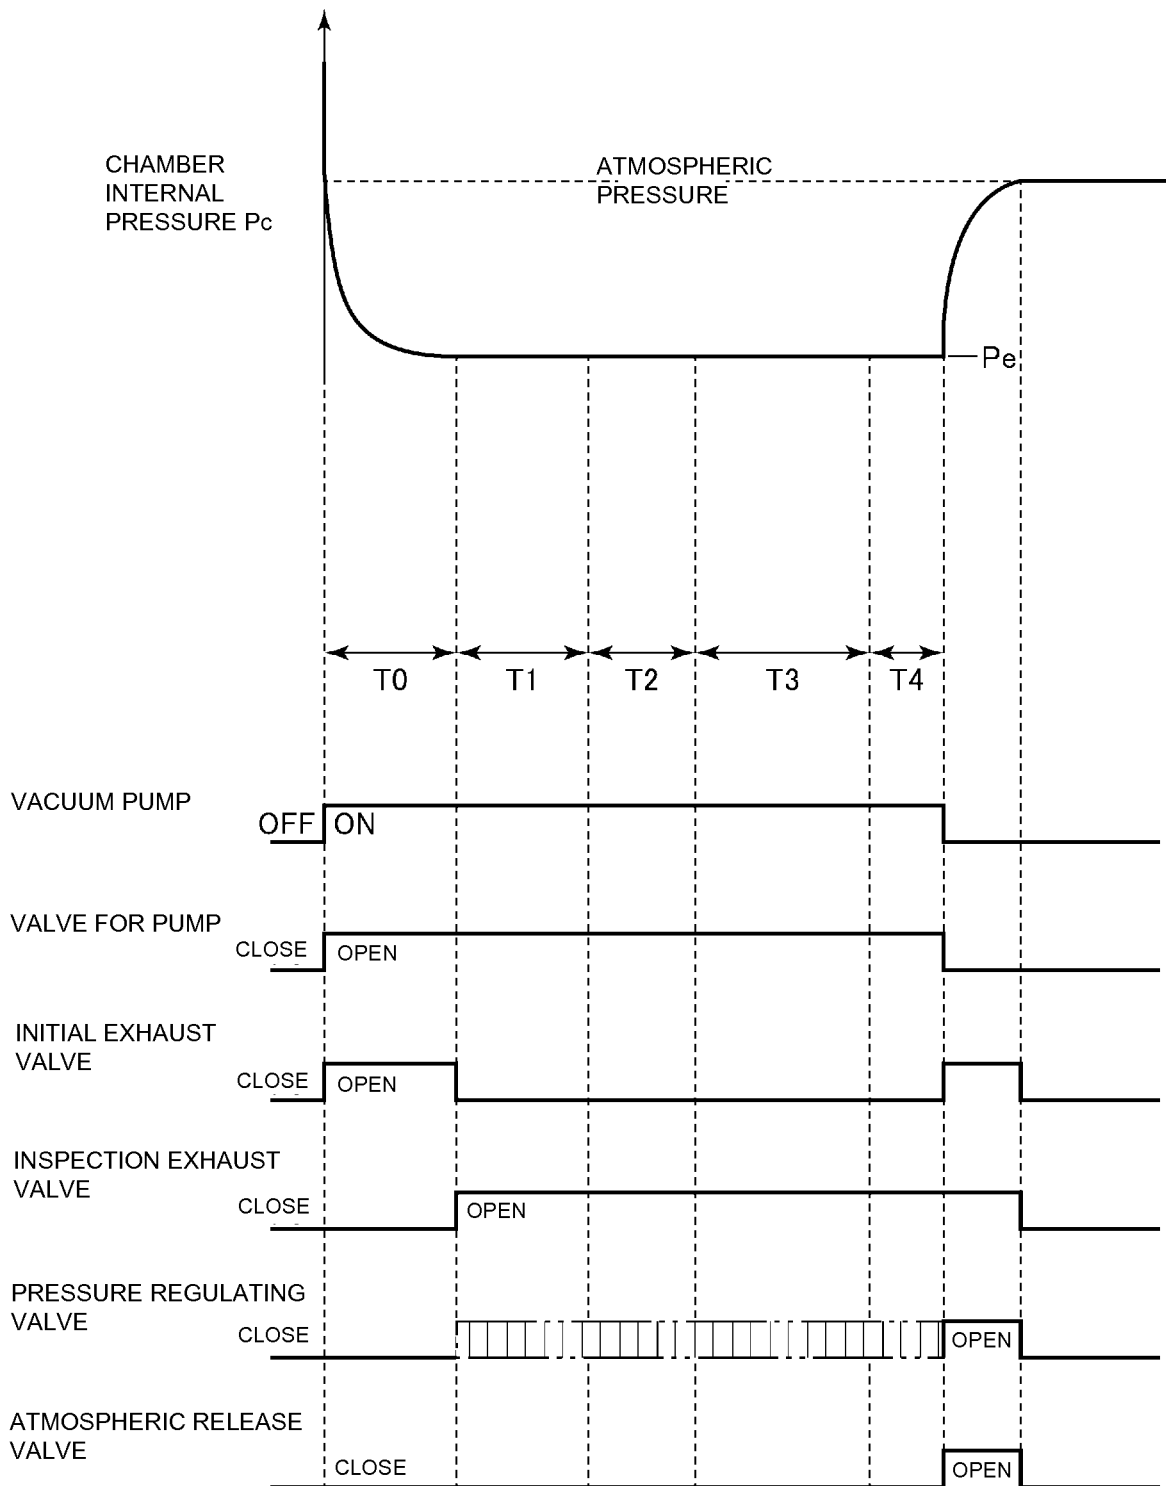 CHAMBER
INTERNAL
PRESSURE Pc
ATMOSPHERIC
PRESSURE
Pe
T0 T1 T2 T3 T4
VACUUM PUMP
OFF ON
VALVE FOR PUMP
CLOSE OPEN
INITIAL EXHAUST
VALVE
CLOSE OPEN
INSPECTION EXHAUST
VALVE
CLOSE OPEN
PRESSURE REGULATING
VALVE
CLOSE OPEN
ATMOSPHERIC RELEASE
VALVE
CLOSE OPEN